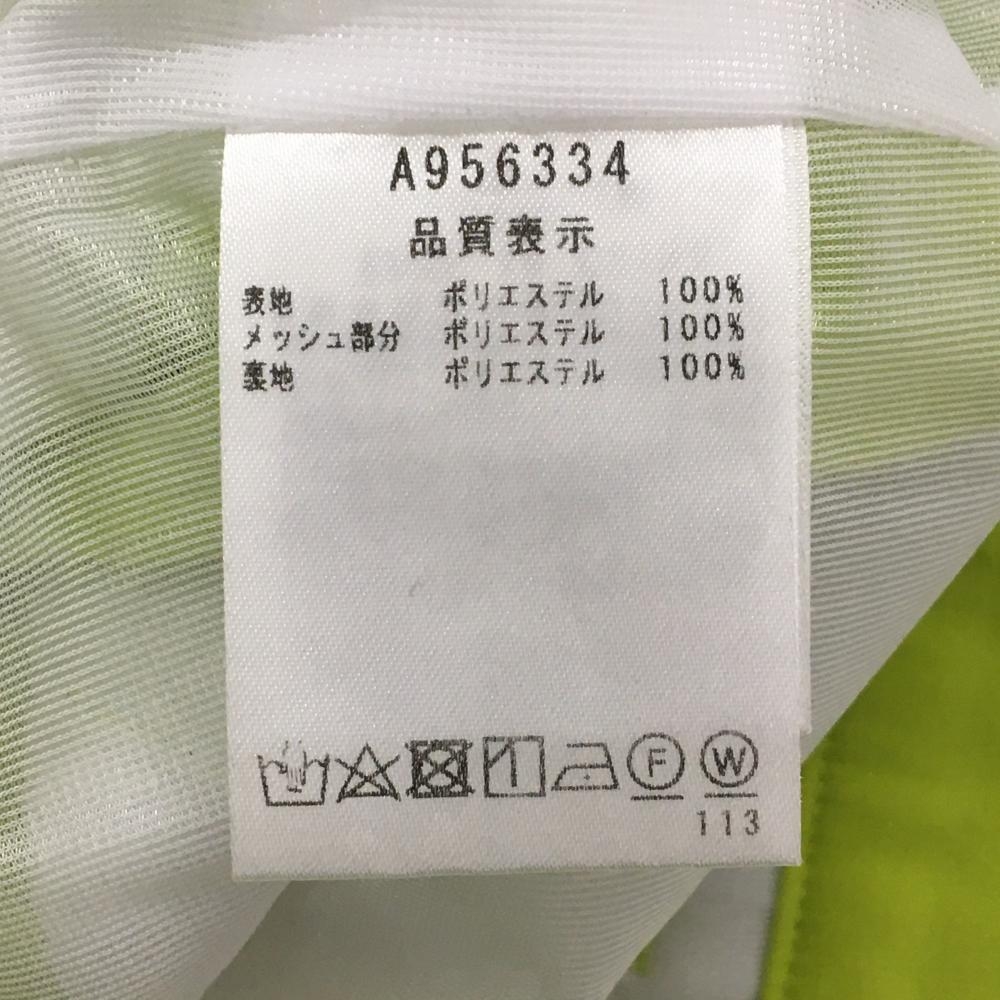 A956334
品質表示
表地 ポリエステル 100%
メッシュ部分 ポリエステル 100%
裏地 ポリエステル 100%
F W
113